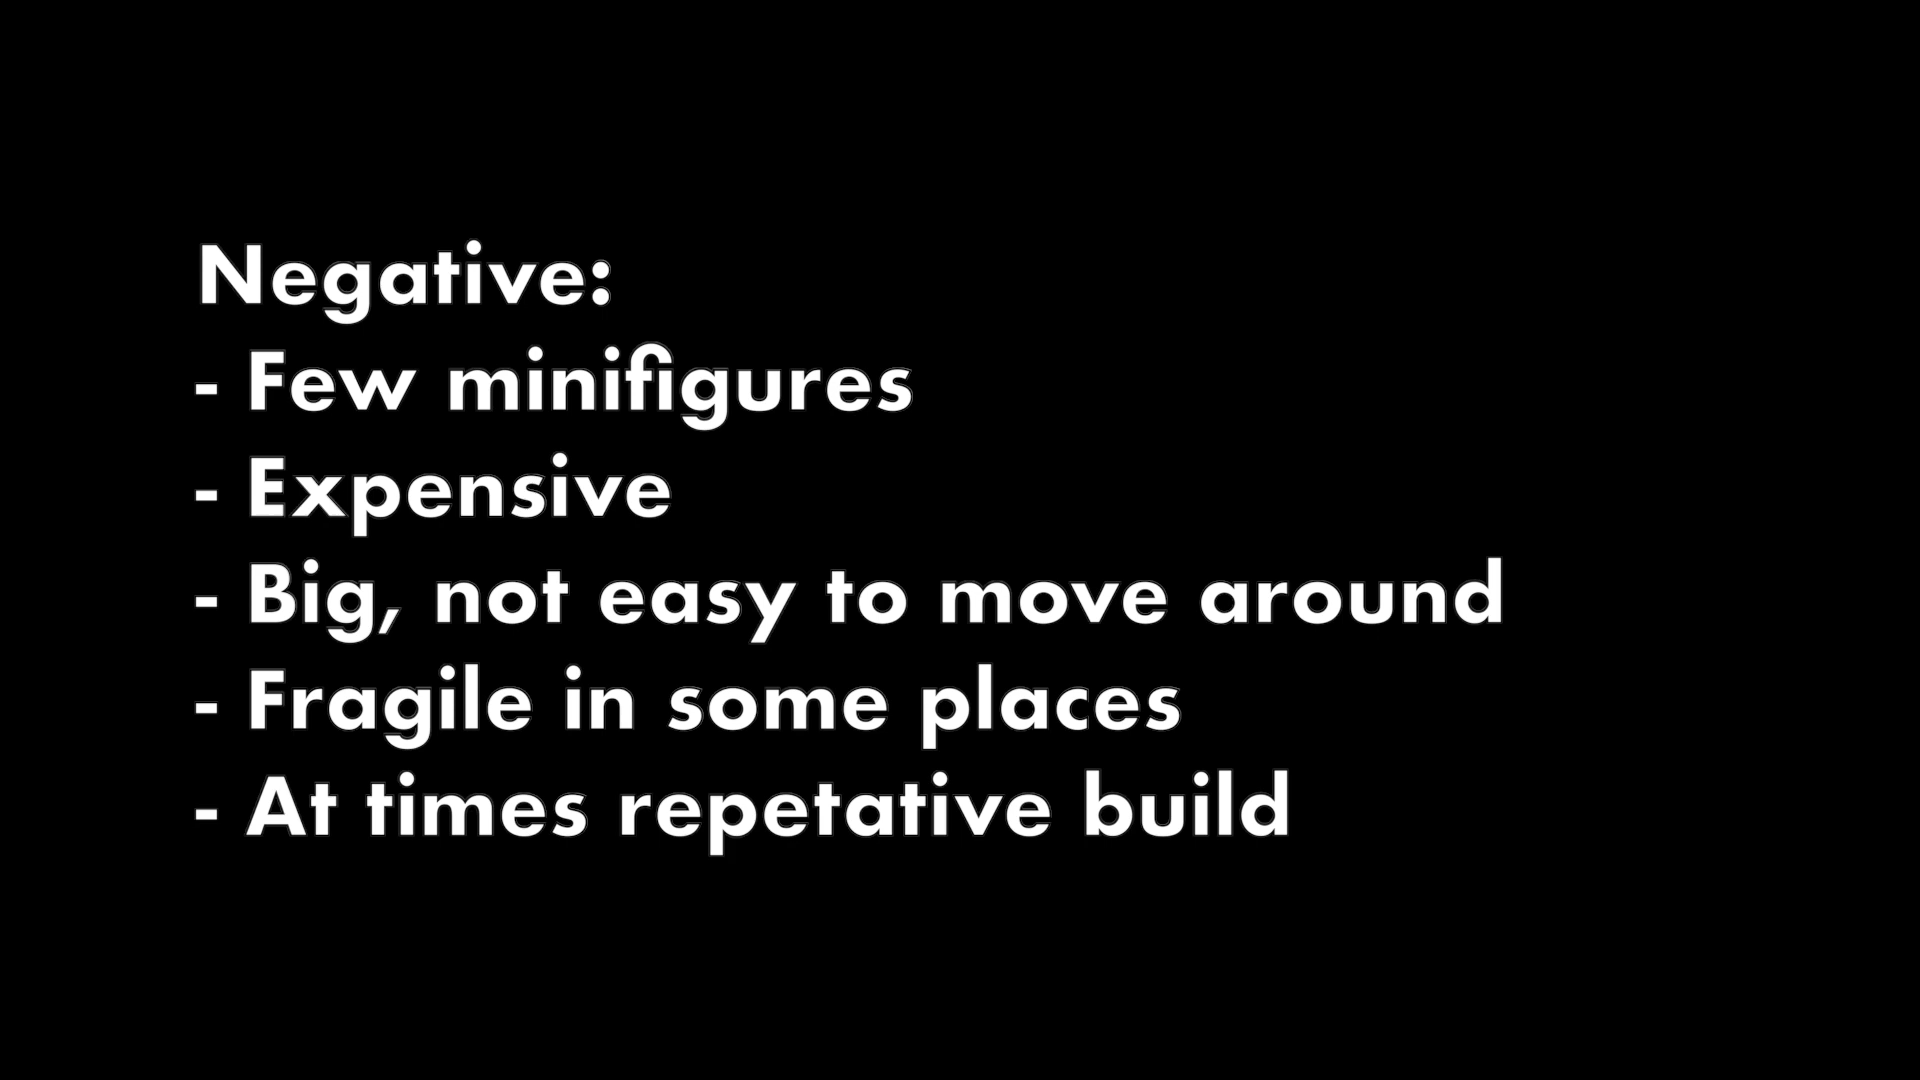 Negative:
- Few minifigures
- Expensive
- Big, not easy to move around
- Fragile in some places
- At times repetative build